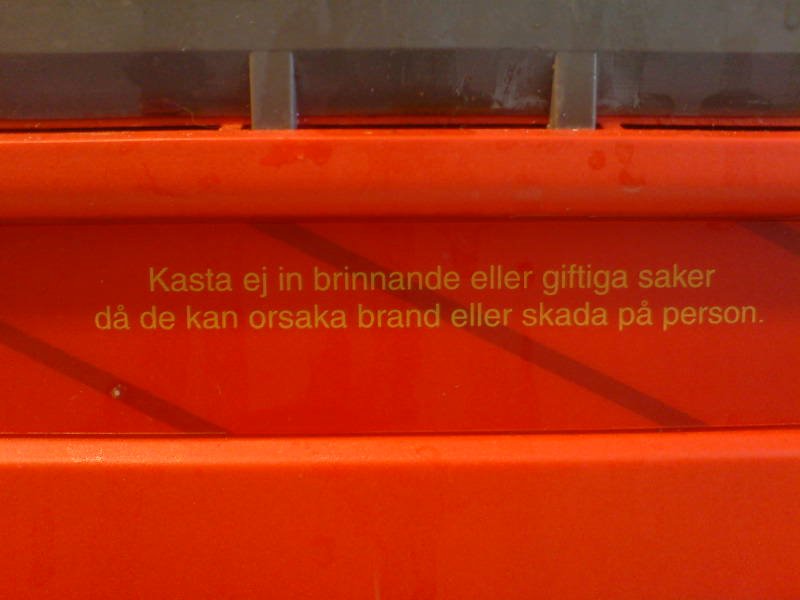 Kasta ej in brinnande eller giftiga saker
då de kan orsaka brand eller skada på person.